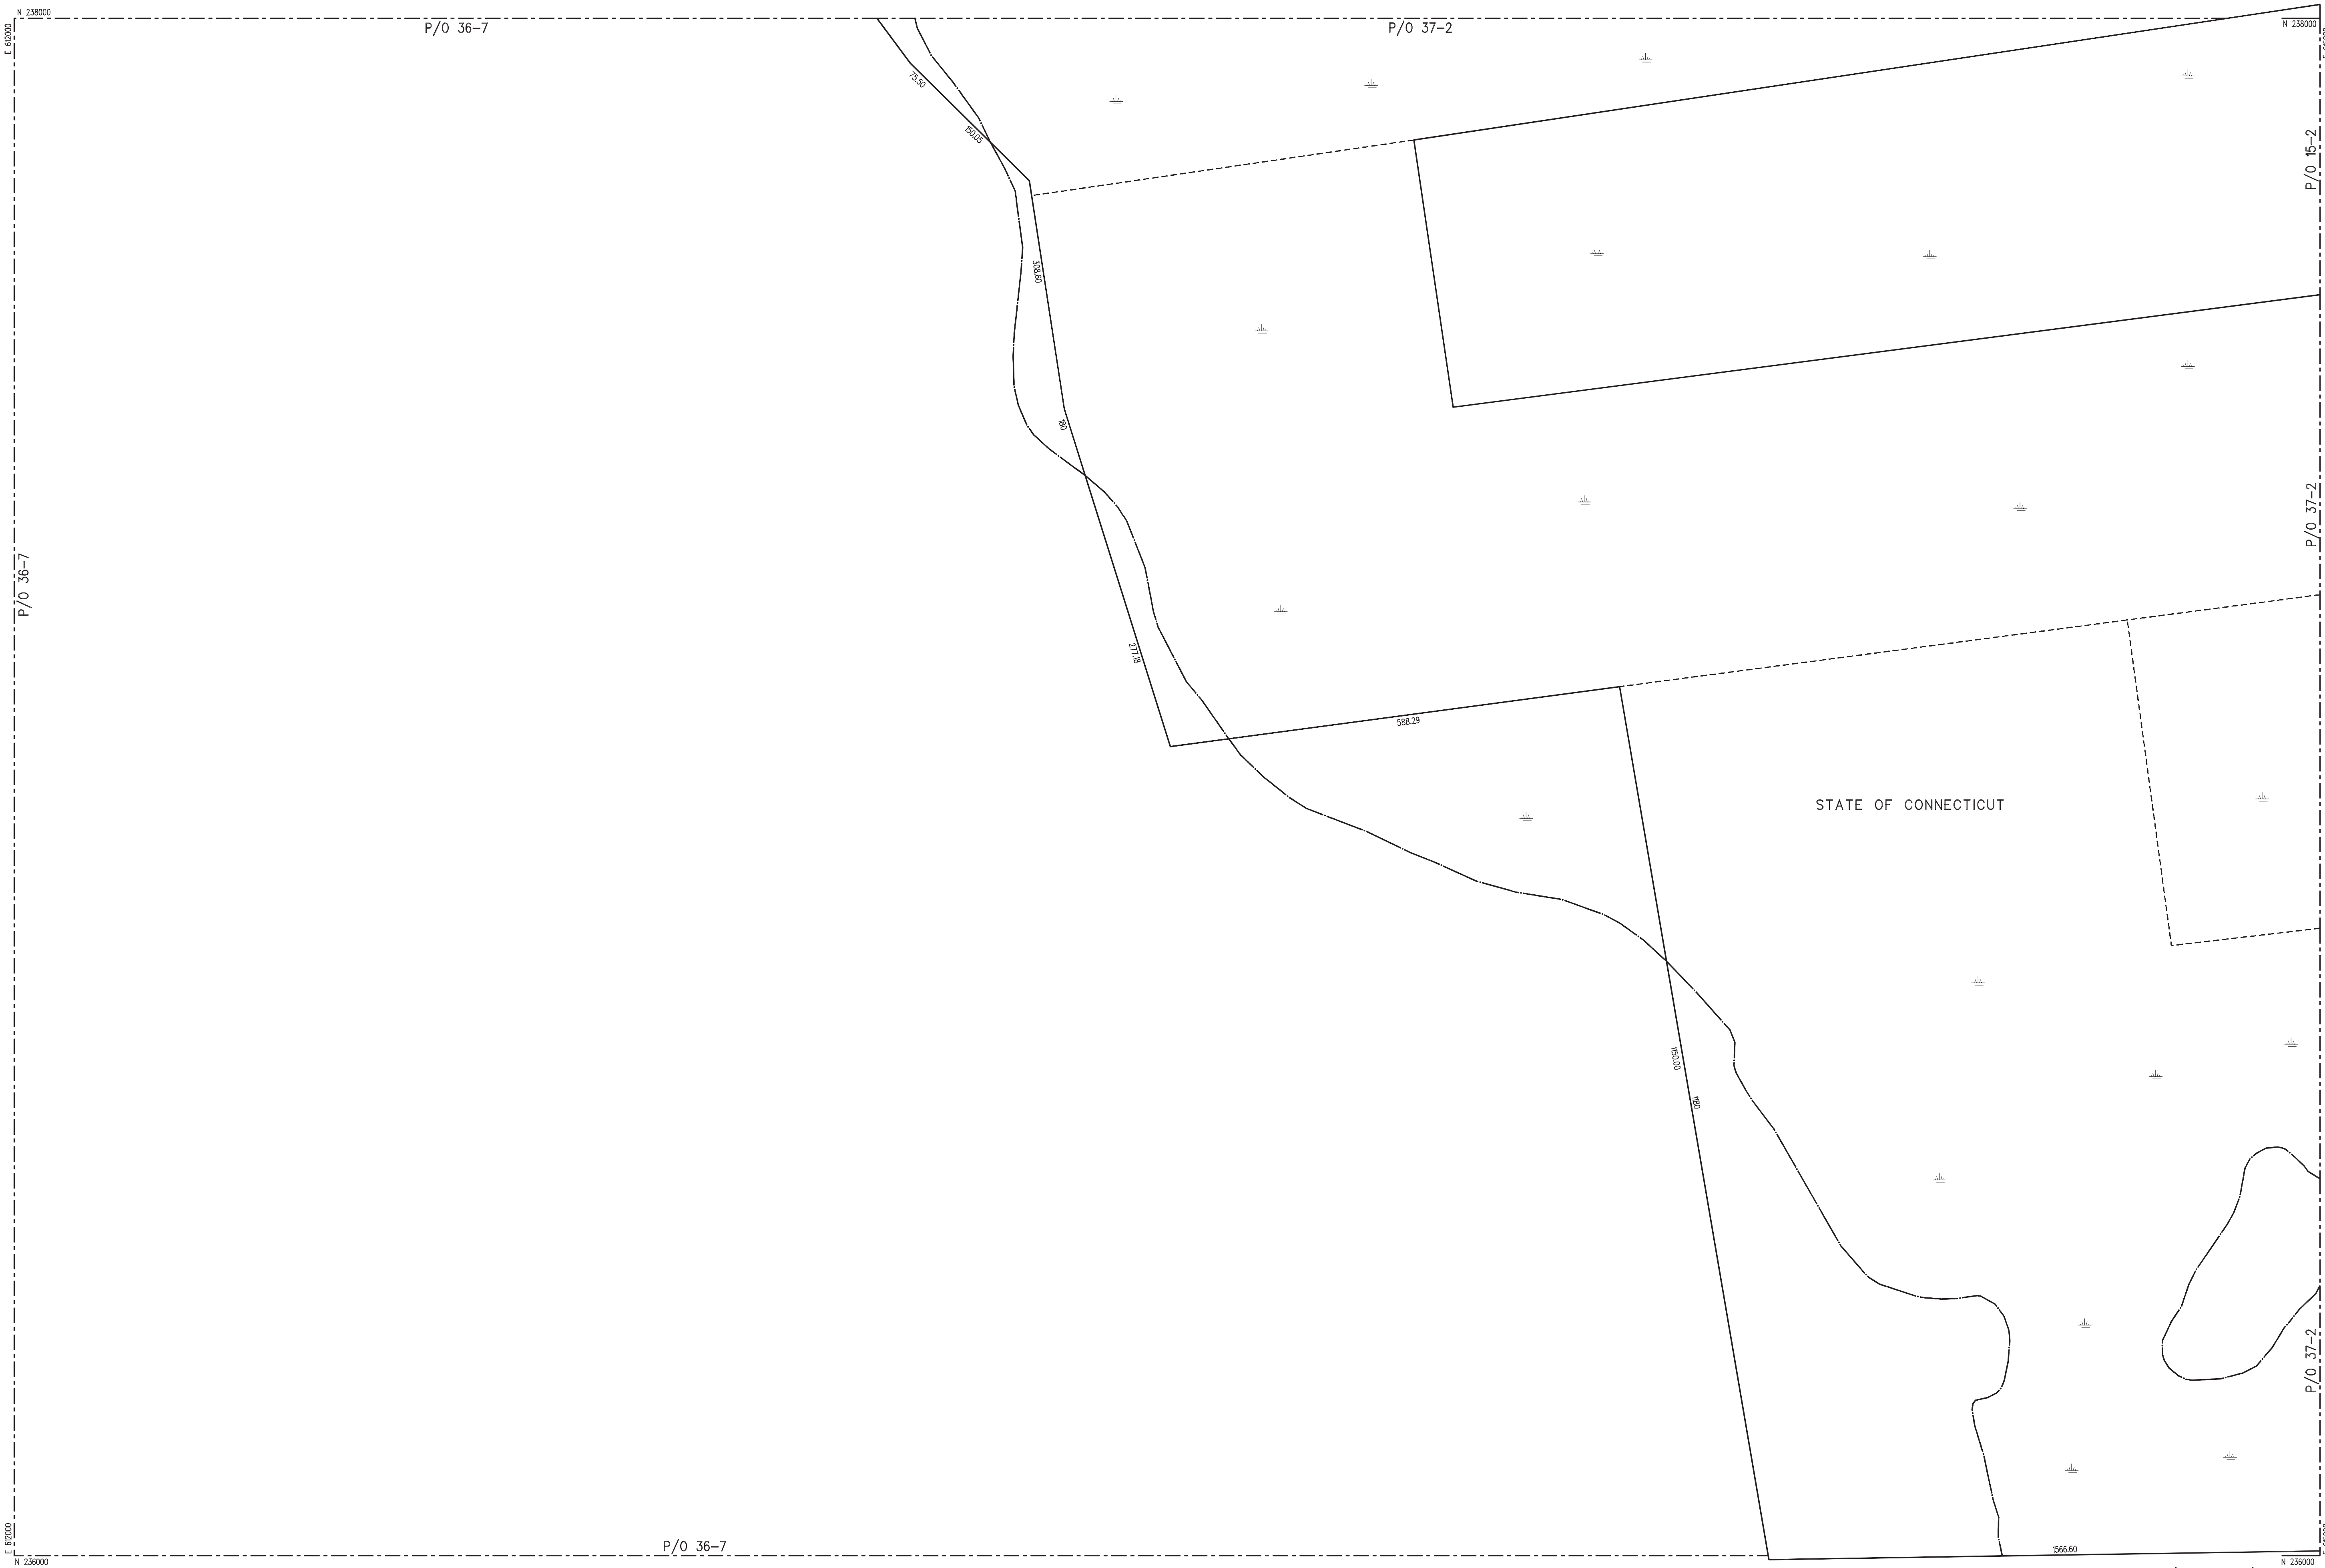 N 238000
E 612000
P/O 36-7
P/O 37-2
N 238000
75.50
150.05
P/O 15-2
308.60
180
P/O 37-2
P/O 36-7
277.18
588.29
STATE OF CONNECTICUT
1150.00
1180
P/O 37-2
E 612000
N 236000
P/O 36-7
1566.60
N 236000